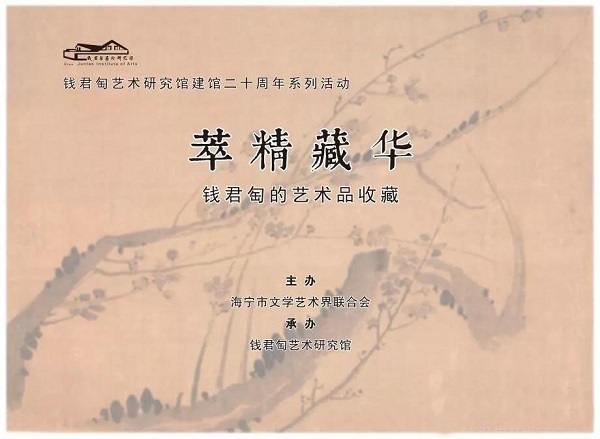 钱君匋艺术研究馆
Juntao Institute of Arts
钱君匋艺术研究馆建馆二十周年系列活动
萃精藏华
钱君匋的艺术品收藏
主办
海宁市文学艺术界联合会
承办
钱君匋艺术研究馆